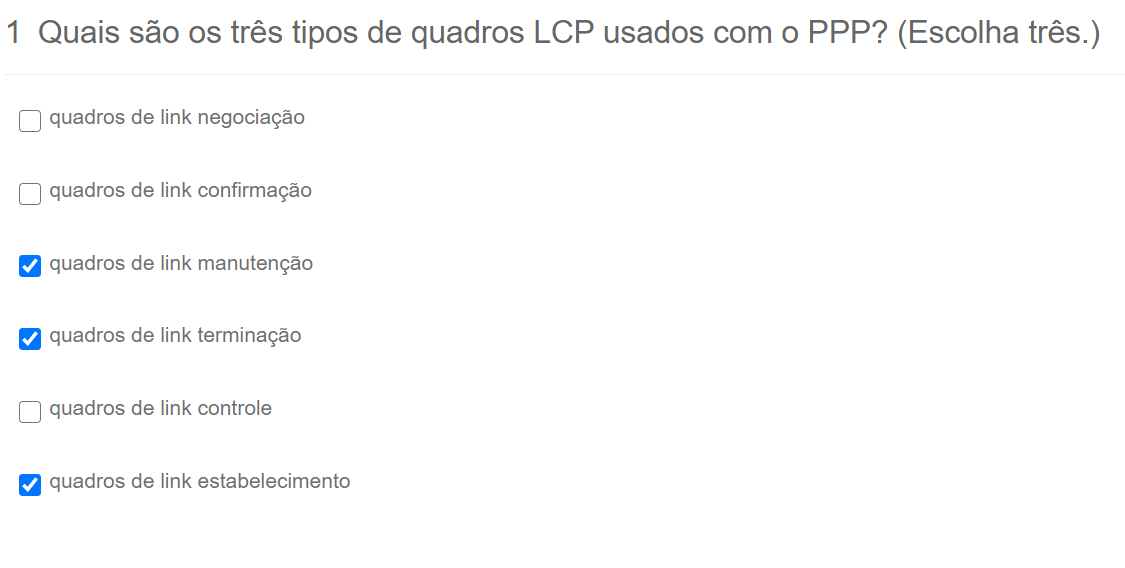 1 Quais são os três tipos de quadros LCP usados com o PPP? (Escolha três.)
quadros de link negociação
quadros de link confirmação
quadros de link manutenção
quadros de link terminação
quadros de link controle
quadros de link estabelecimento